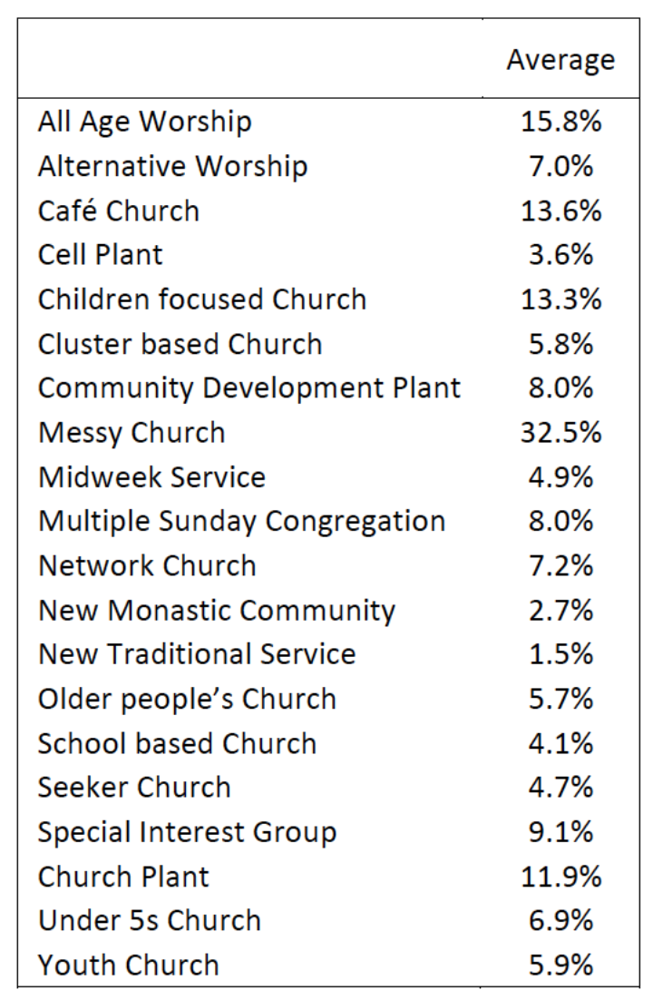 Average
All Age Worship 15.8%
Alternative Worship 7.0%
Café Church 13.6%
Cell Plant 3.6%
Children focused Church 13.3%
Cluster based Church 5.8%
Community Development Plant 8.0%
Messy Church 32.5%
Midweek Service 4.9%
Multiple Sunday Congregation 8.0%
Network Church 7.2%
New Monastic Community 2.7%
New Traditional Service 1.5%
Older people’s Church 5.7%
School based Church 4.1%
Seeker Church 4.7%
Special Interest Group 9.1%
Church Plant 11.9%
Under 5s Church 6.9%
Youth Church 5.9%